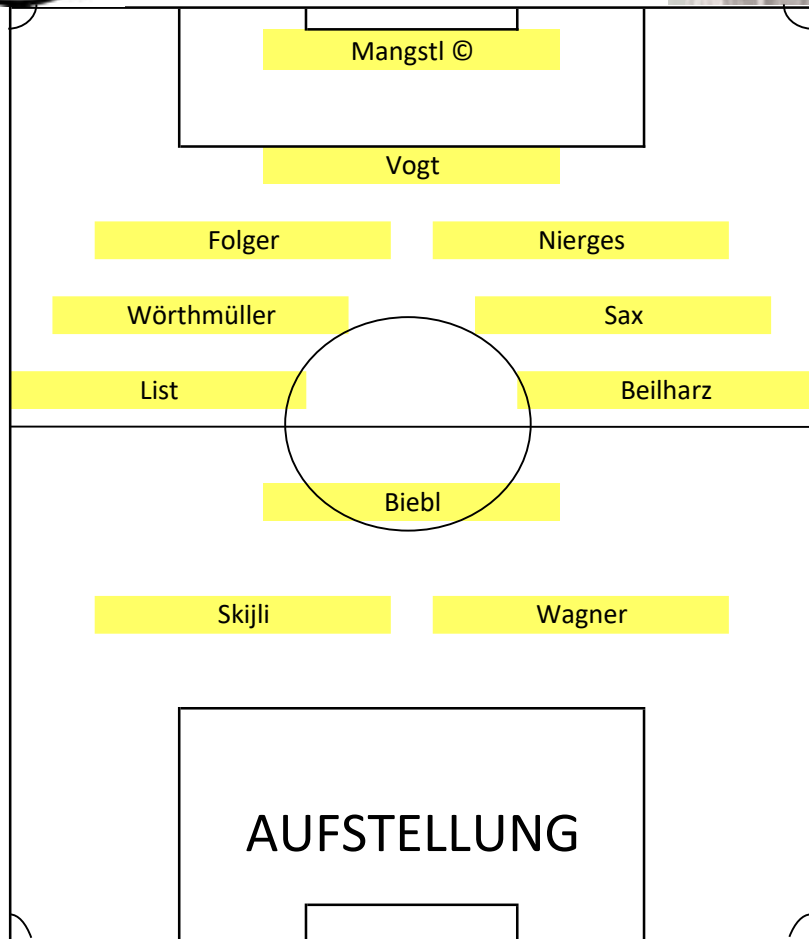 Mangstl ©
Vogt
Folger Nierges
Wörthmüller Sax
List Beilharz
Biebl
Skijli Wagner
AUFSTELLUNG